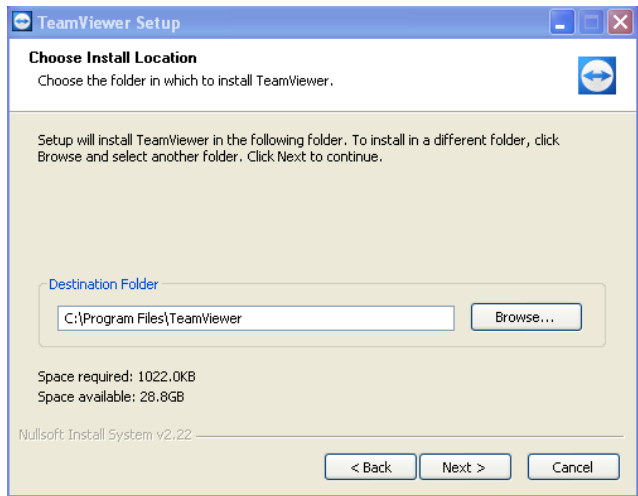 TeamViewer Setup
Choose Install Location
Choose the folder in which to install TeamViewer.
Setup will install TeamViewer in the following folder. To install in a different folder, click
Browse and select another folder. Click Next to continue.
Destination Folder
C:\Program Files\TeamViewer
Browse...
Space required: 1022.0KB
Space available: 28.8GB
Nullsoft Install System v2.22
< Back
Next >
Cancel